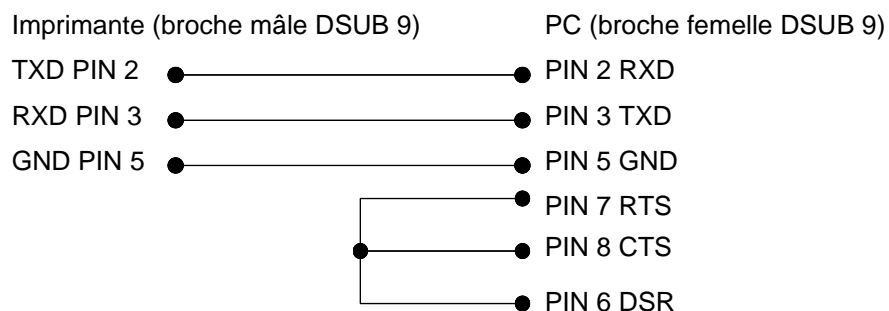 Imprimante (broche mâle DSUB 9) PC (broche femelle DSUB 9)
TXD PIN 2 PIN 2 RXD
RXD PIN 3 PIN 3 TXD
GND PIN 5 PIN 5 GND
PIN 7 RTS
PIN 8 CTS
PIN 6 DSR